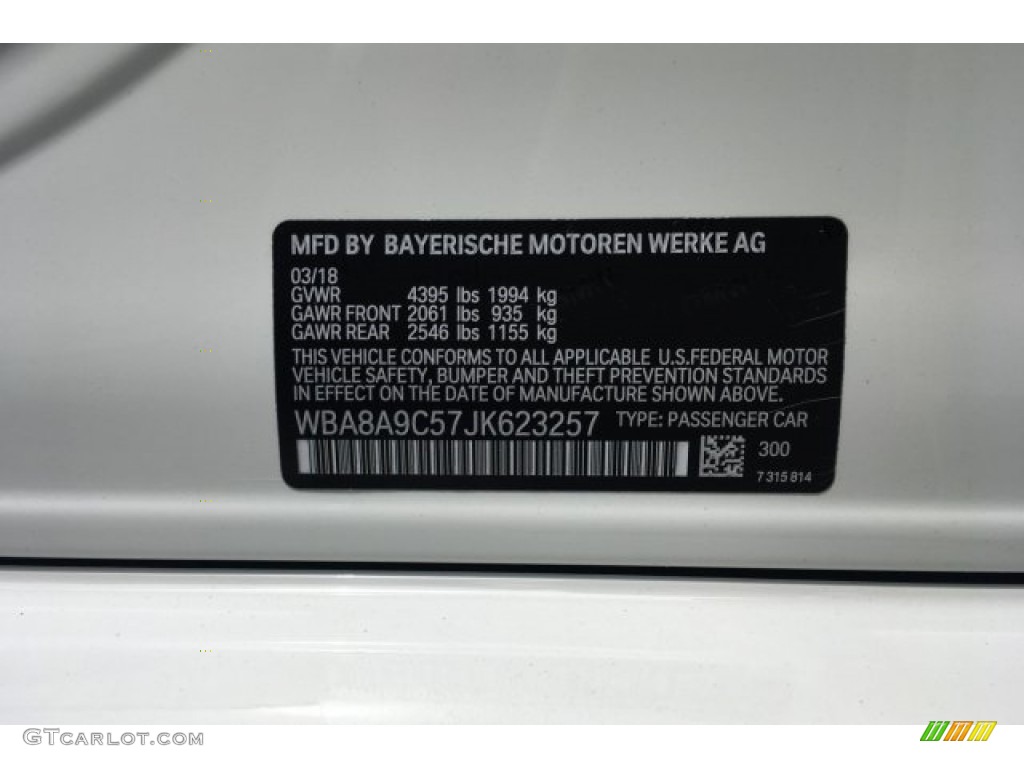 MFD BY BAYERISCHE MOTOREN WERKE AG
03/18
GVWR 4395 lbs 1994 kg
GAWR FRONT 2061 lbs 935 kg
GAWR REAR 2546 lbs 1155 kg
THIS VEHICLE CONFORMS TO ALL APPLICABLE U.S.FEDERAL MOTOR
VEHICLE SAFETY, BUMPER AND THEFT PREVENTION STANDARDS
IN EFFECT ON THE DATE OF MANUFACTURE SHOWN ABOVE.
WBA8A9C57JK623257 TYPE: PASSENGER CAR
300
7 315 814
GTCARLOT.COM